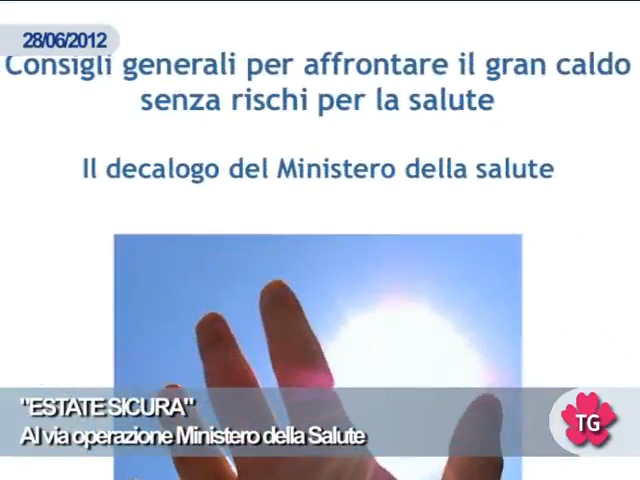 28/06/2012
Consigli generali per affrontare il gran caldo
senza rischi per la salute
Il decalogo del Ministero della salute
"ESTATE SICURA"
Al via operazione Ministero della Salute
TG